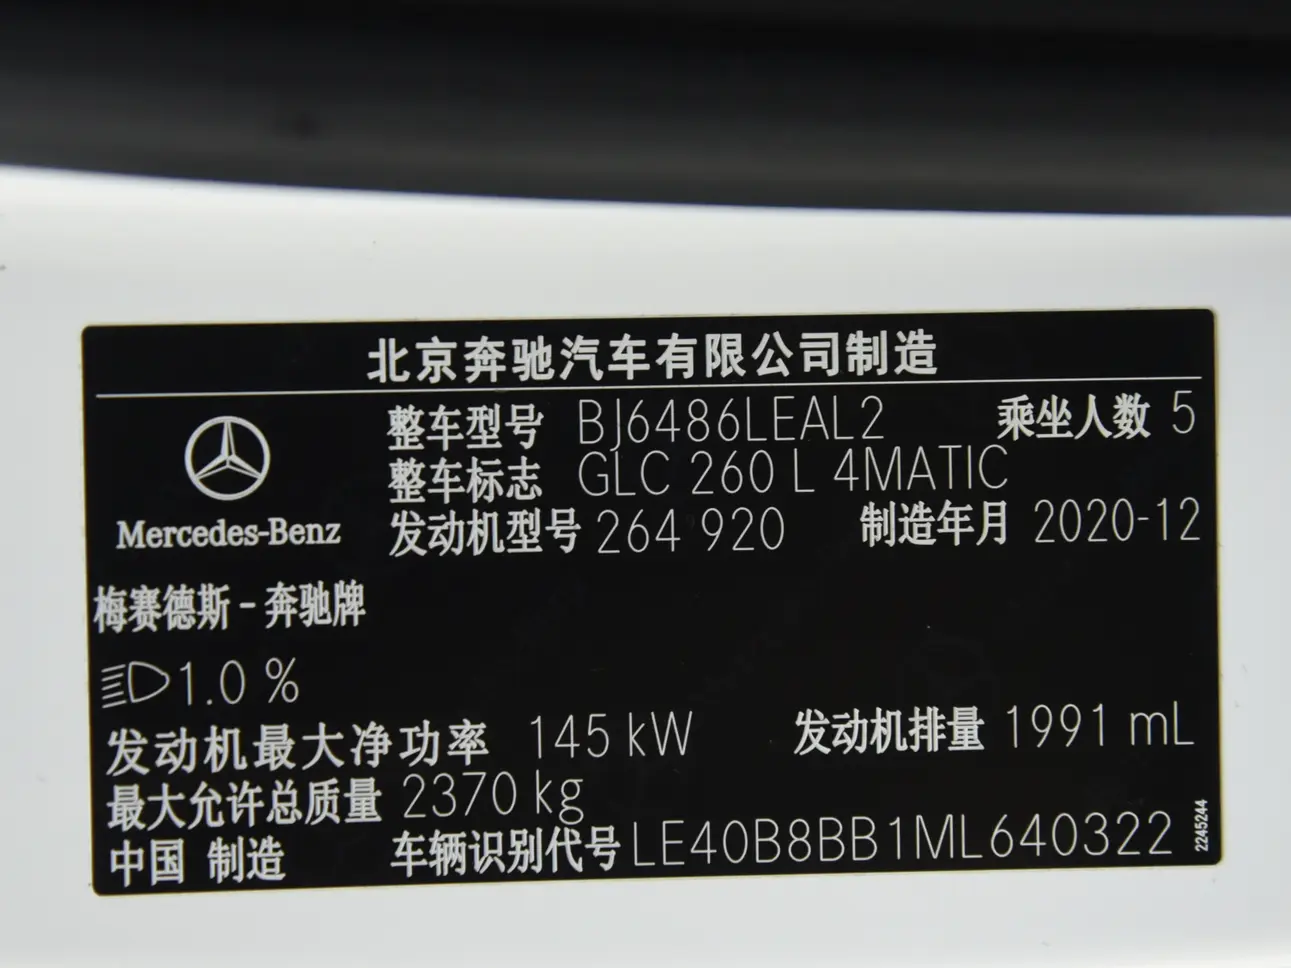 北京奔驰汽车有限公司制造
整车型号 BJ6486LEAL2 乘坐人数 5
整车标志 GLC 260 L 4MATIC
发动机型号 264 920 制造年月 2020-12
Mercedes-Benz
梅赛德斯-奔驰牌
1.0 %
发动机最大净功率 145 kW 发动机排量 1991 mL
最大允许总质量 2370 kg
中国 制造 车辆识别代号 LE40B8BB1ML640322
2245244